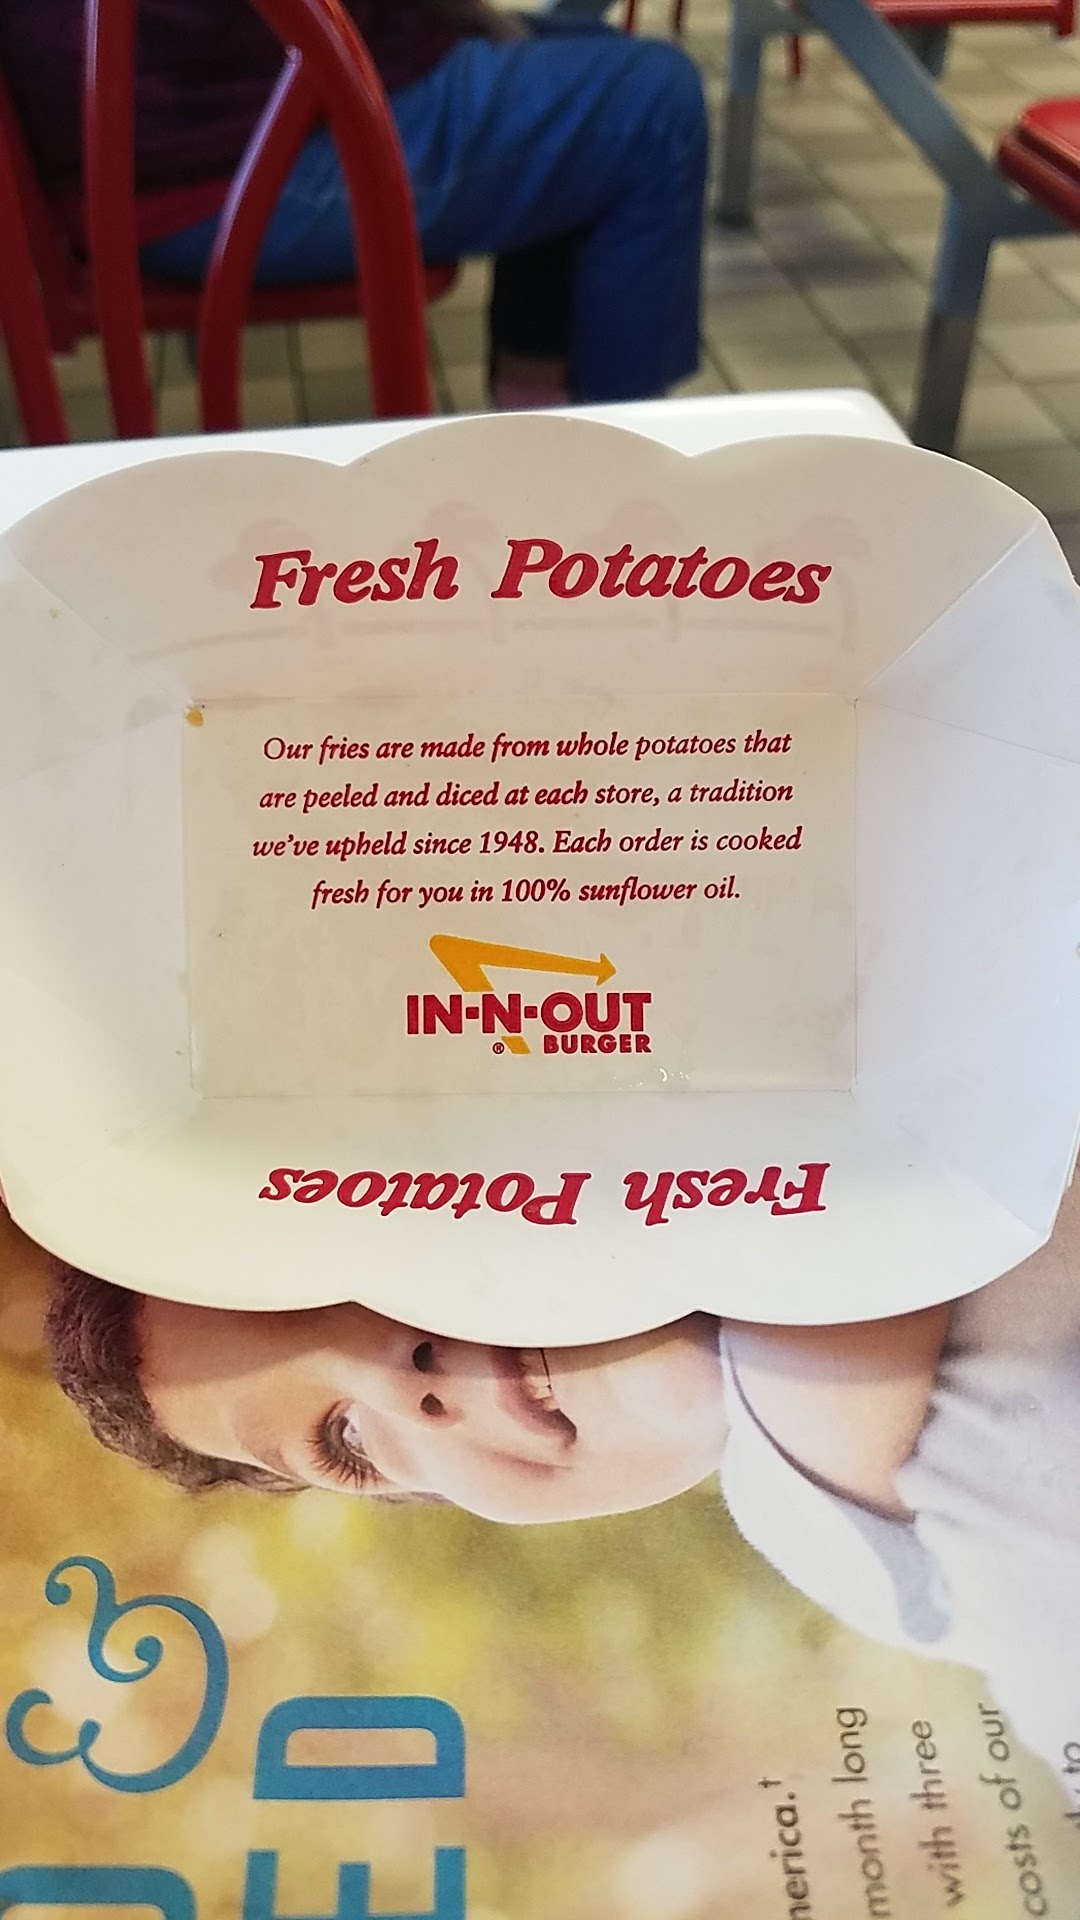 Fresh Potatoes
Our fries are made from whole potatoes that
are peeled and diced at each store, a tradition
we've upheld since 1948. Each order is cooked
fresh for you in 100% sunflower oil.
IN-N-OUT
® BURGER
Fresh Potatoes
&
nerica.†
month long
with three
costs of our